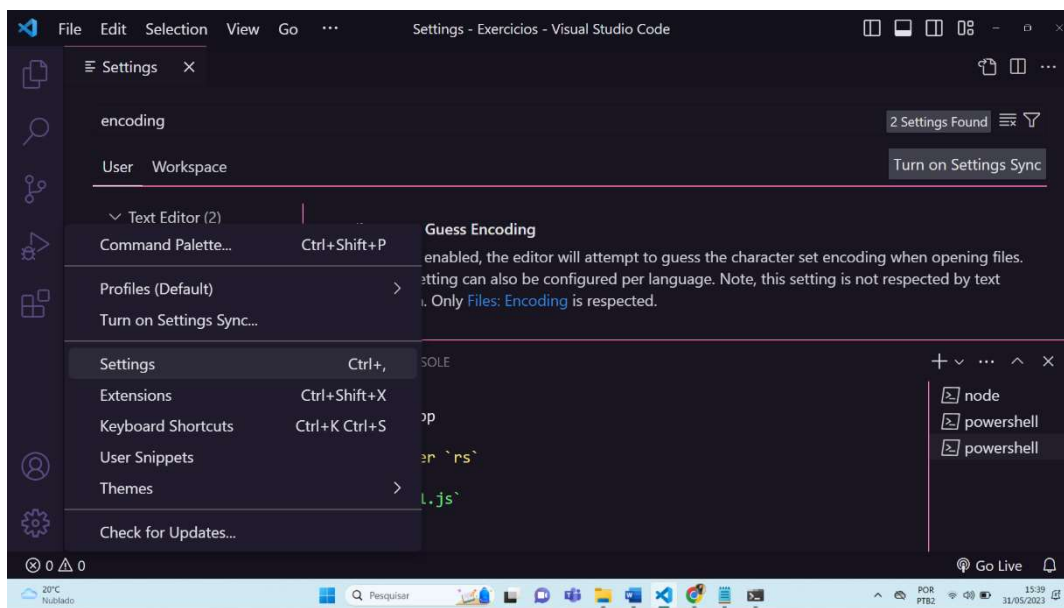 File Edit Selection View Go ··· Settings - Exercicios - Visual Studio Code
Settings
encoding
2 Settings Found
User Workspace
Turn on Settings Sync
Text Editor (2)
Guess Encoding
enabled, the editor will attempt to guess the character set encoding when opening files.
etting can also be configured per language. Note, this setting is not respected by text
. Only Files: Encoding is respected.
Command Palette... Ctrl+Shift+P
Profiles (Default)
Turn on Settings Sync...
Settings Ctrl+,
Extensions Ctrl+Shift+X
Keyboard Shortcuts Ctrl+K Ctrl+S
User Snippets
Themes
Check for Updates...
SOLE
pp
er `rs`
.js`
node
powershell
powershell
0 0
Go Live
20°C
Nublado
Pesquisar
POR
PTB2
15:39
31/05/2023